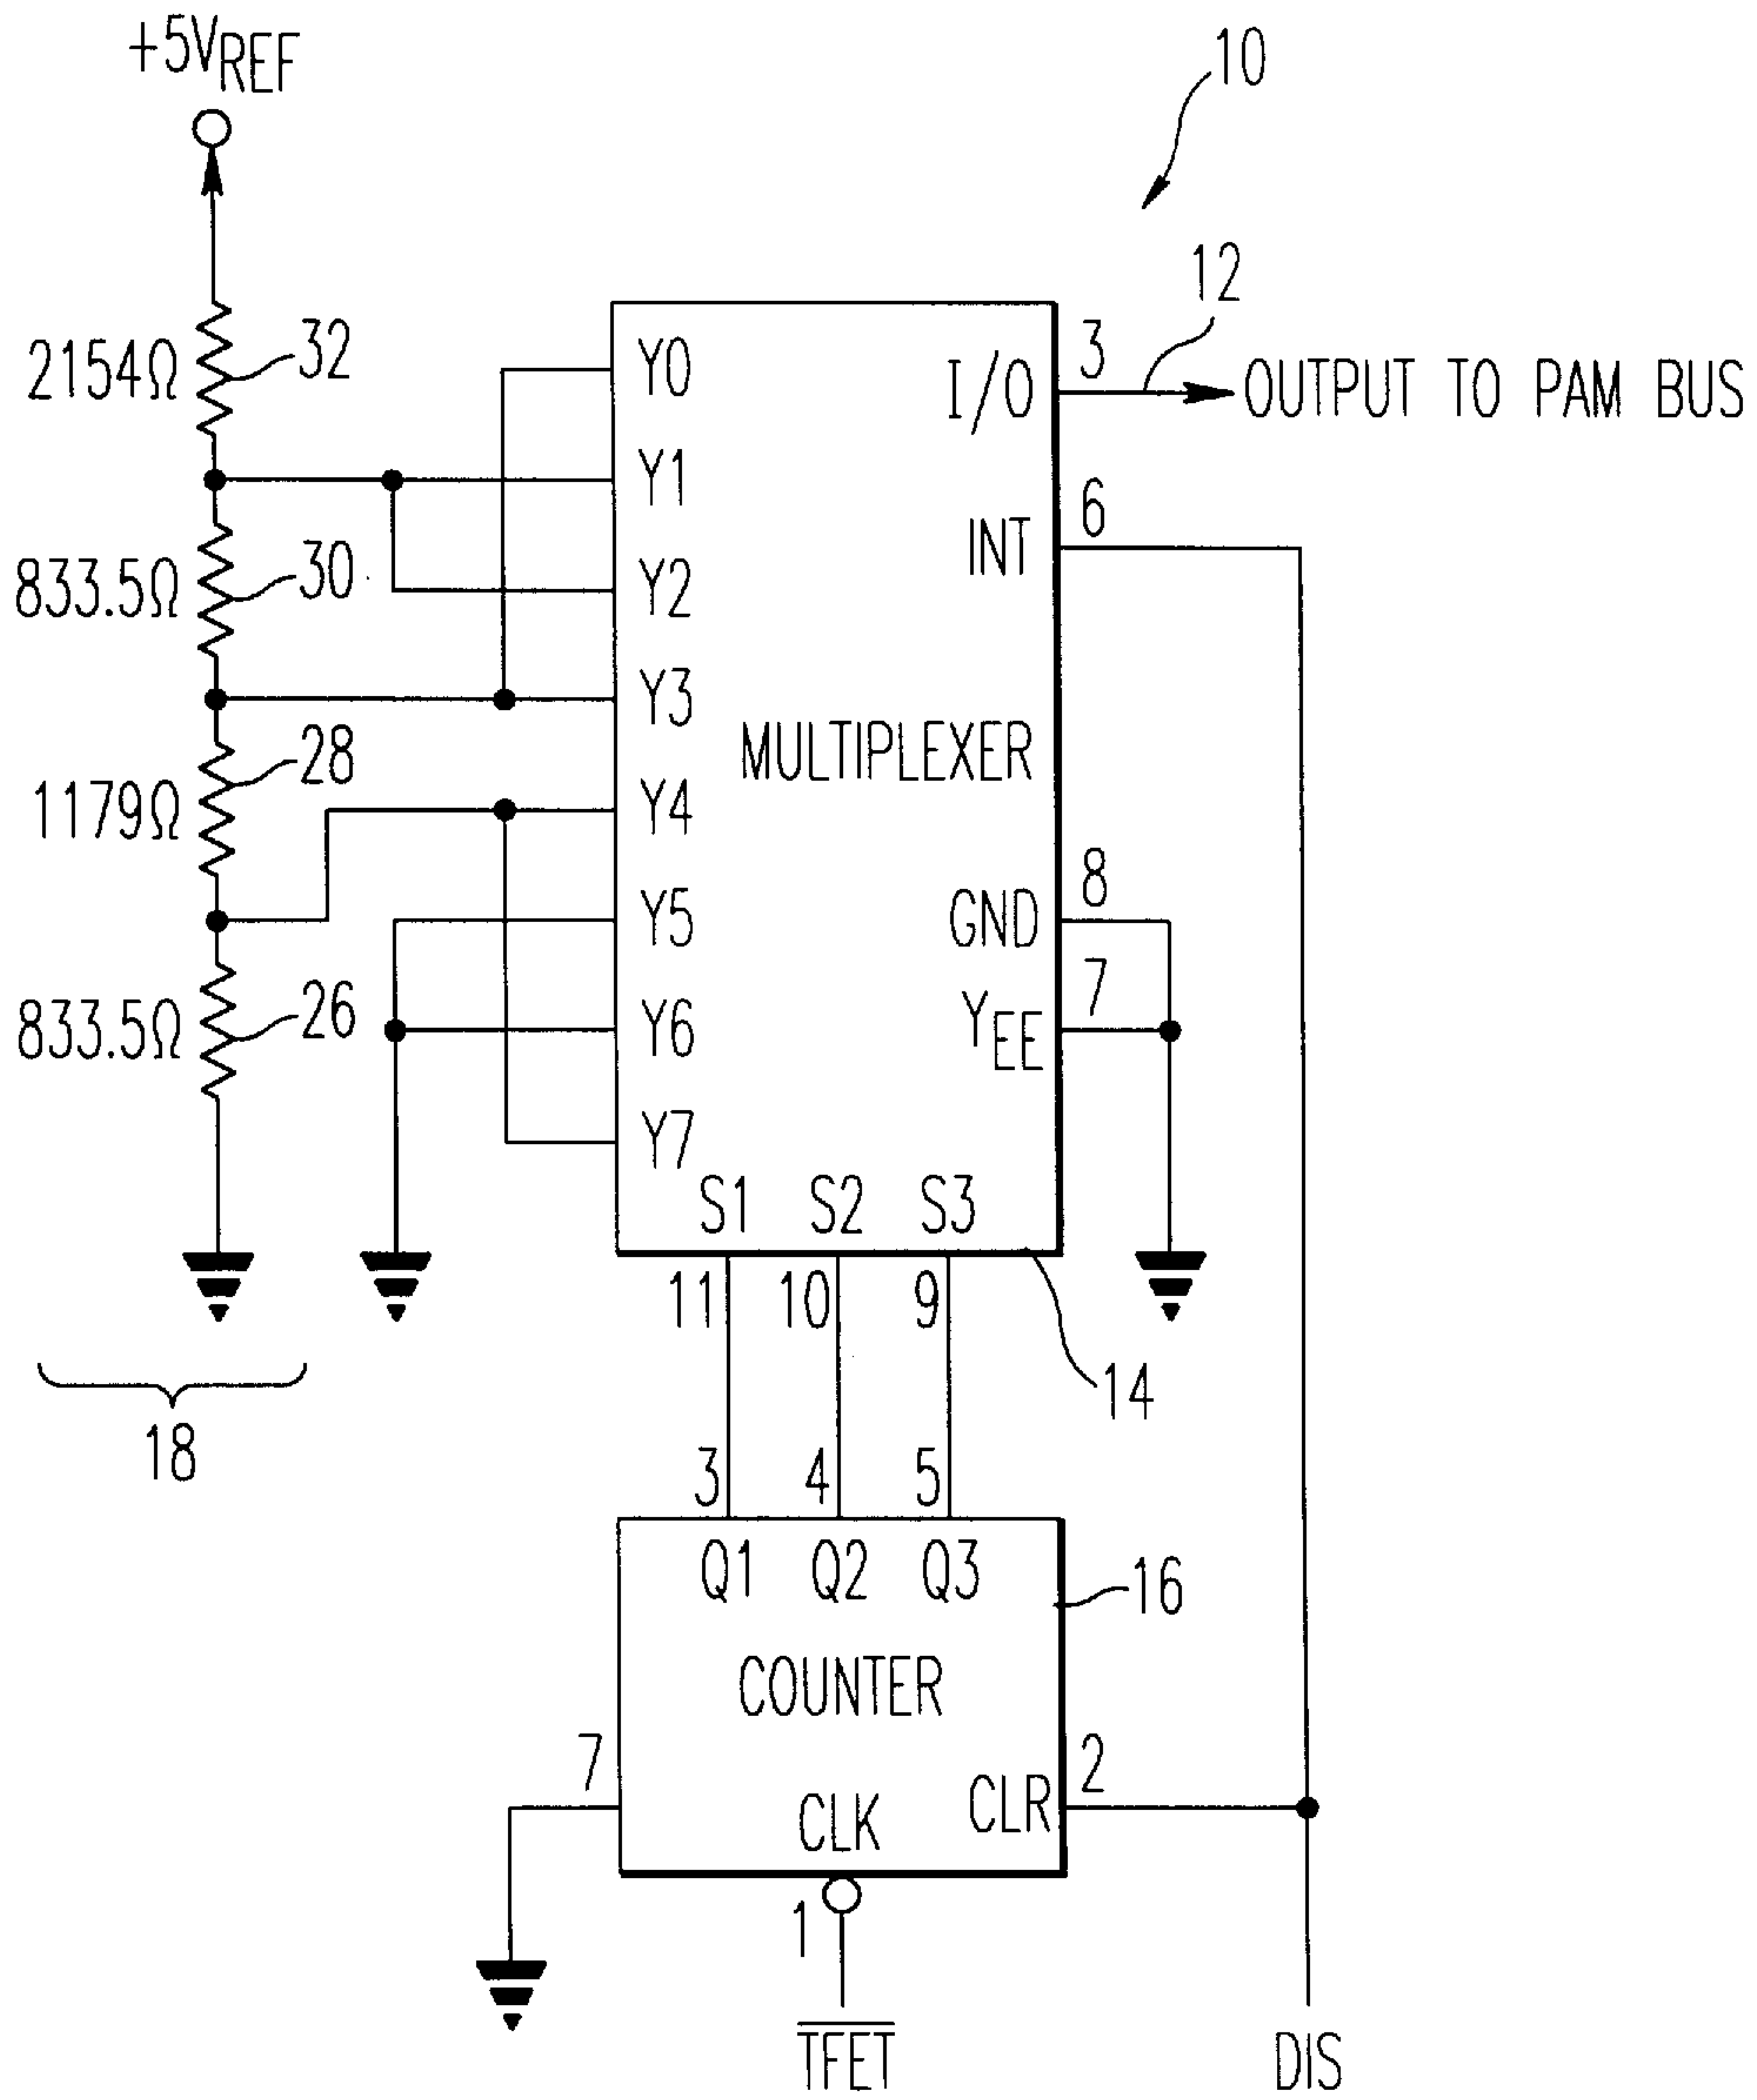 +5VREF
10
12
2154Ω
32
Y0
I/O
3
OUTPUT TO PAM BUS
Y1
6
INT
833.5Ω
30
Y2
Y3
28
MULTIPLEXER
1179Ω
Y4
8
Y5
GND
7
833.5Ω
26
Y6
YEE
Y7
S1 S2 S3
11 10 9
14
18
3 4 5
Q1 Q2 Q3
16
COUNTER
7
2
CLK
CLR
1
TFET
DIS